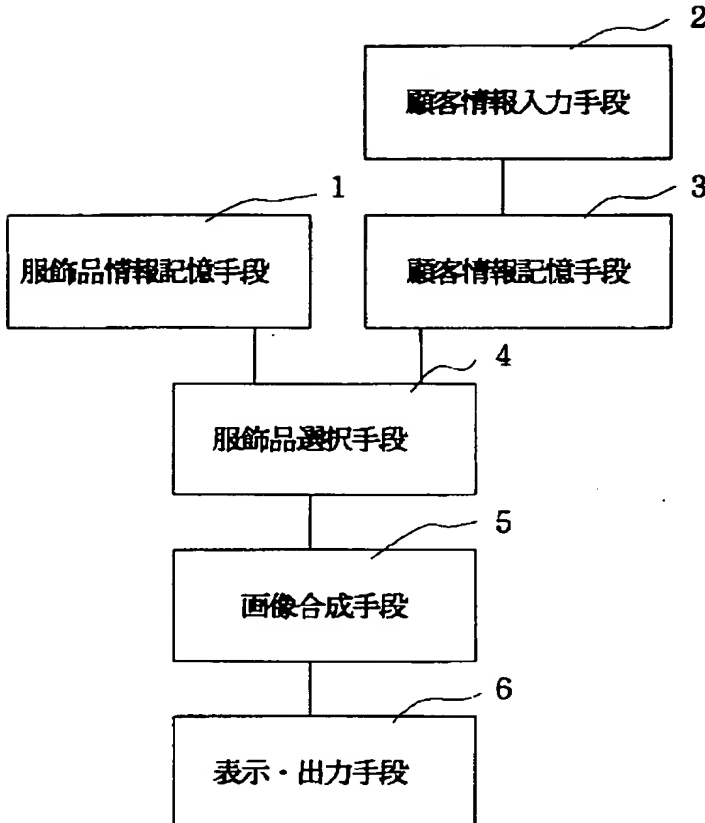 2
顧客情報入力手段
1
3
服飾品情報記憶手段
顧客情報記憶手段
4
服飾品選択手段
5
画像合成手段
6
表示・出力手段